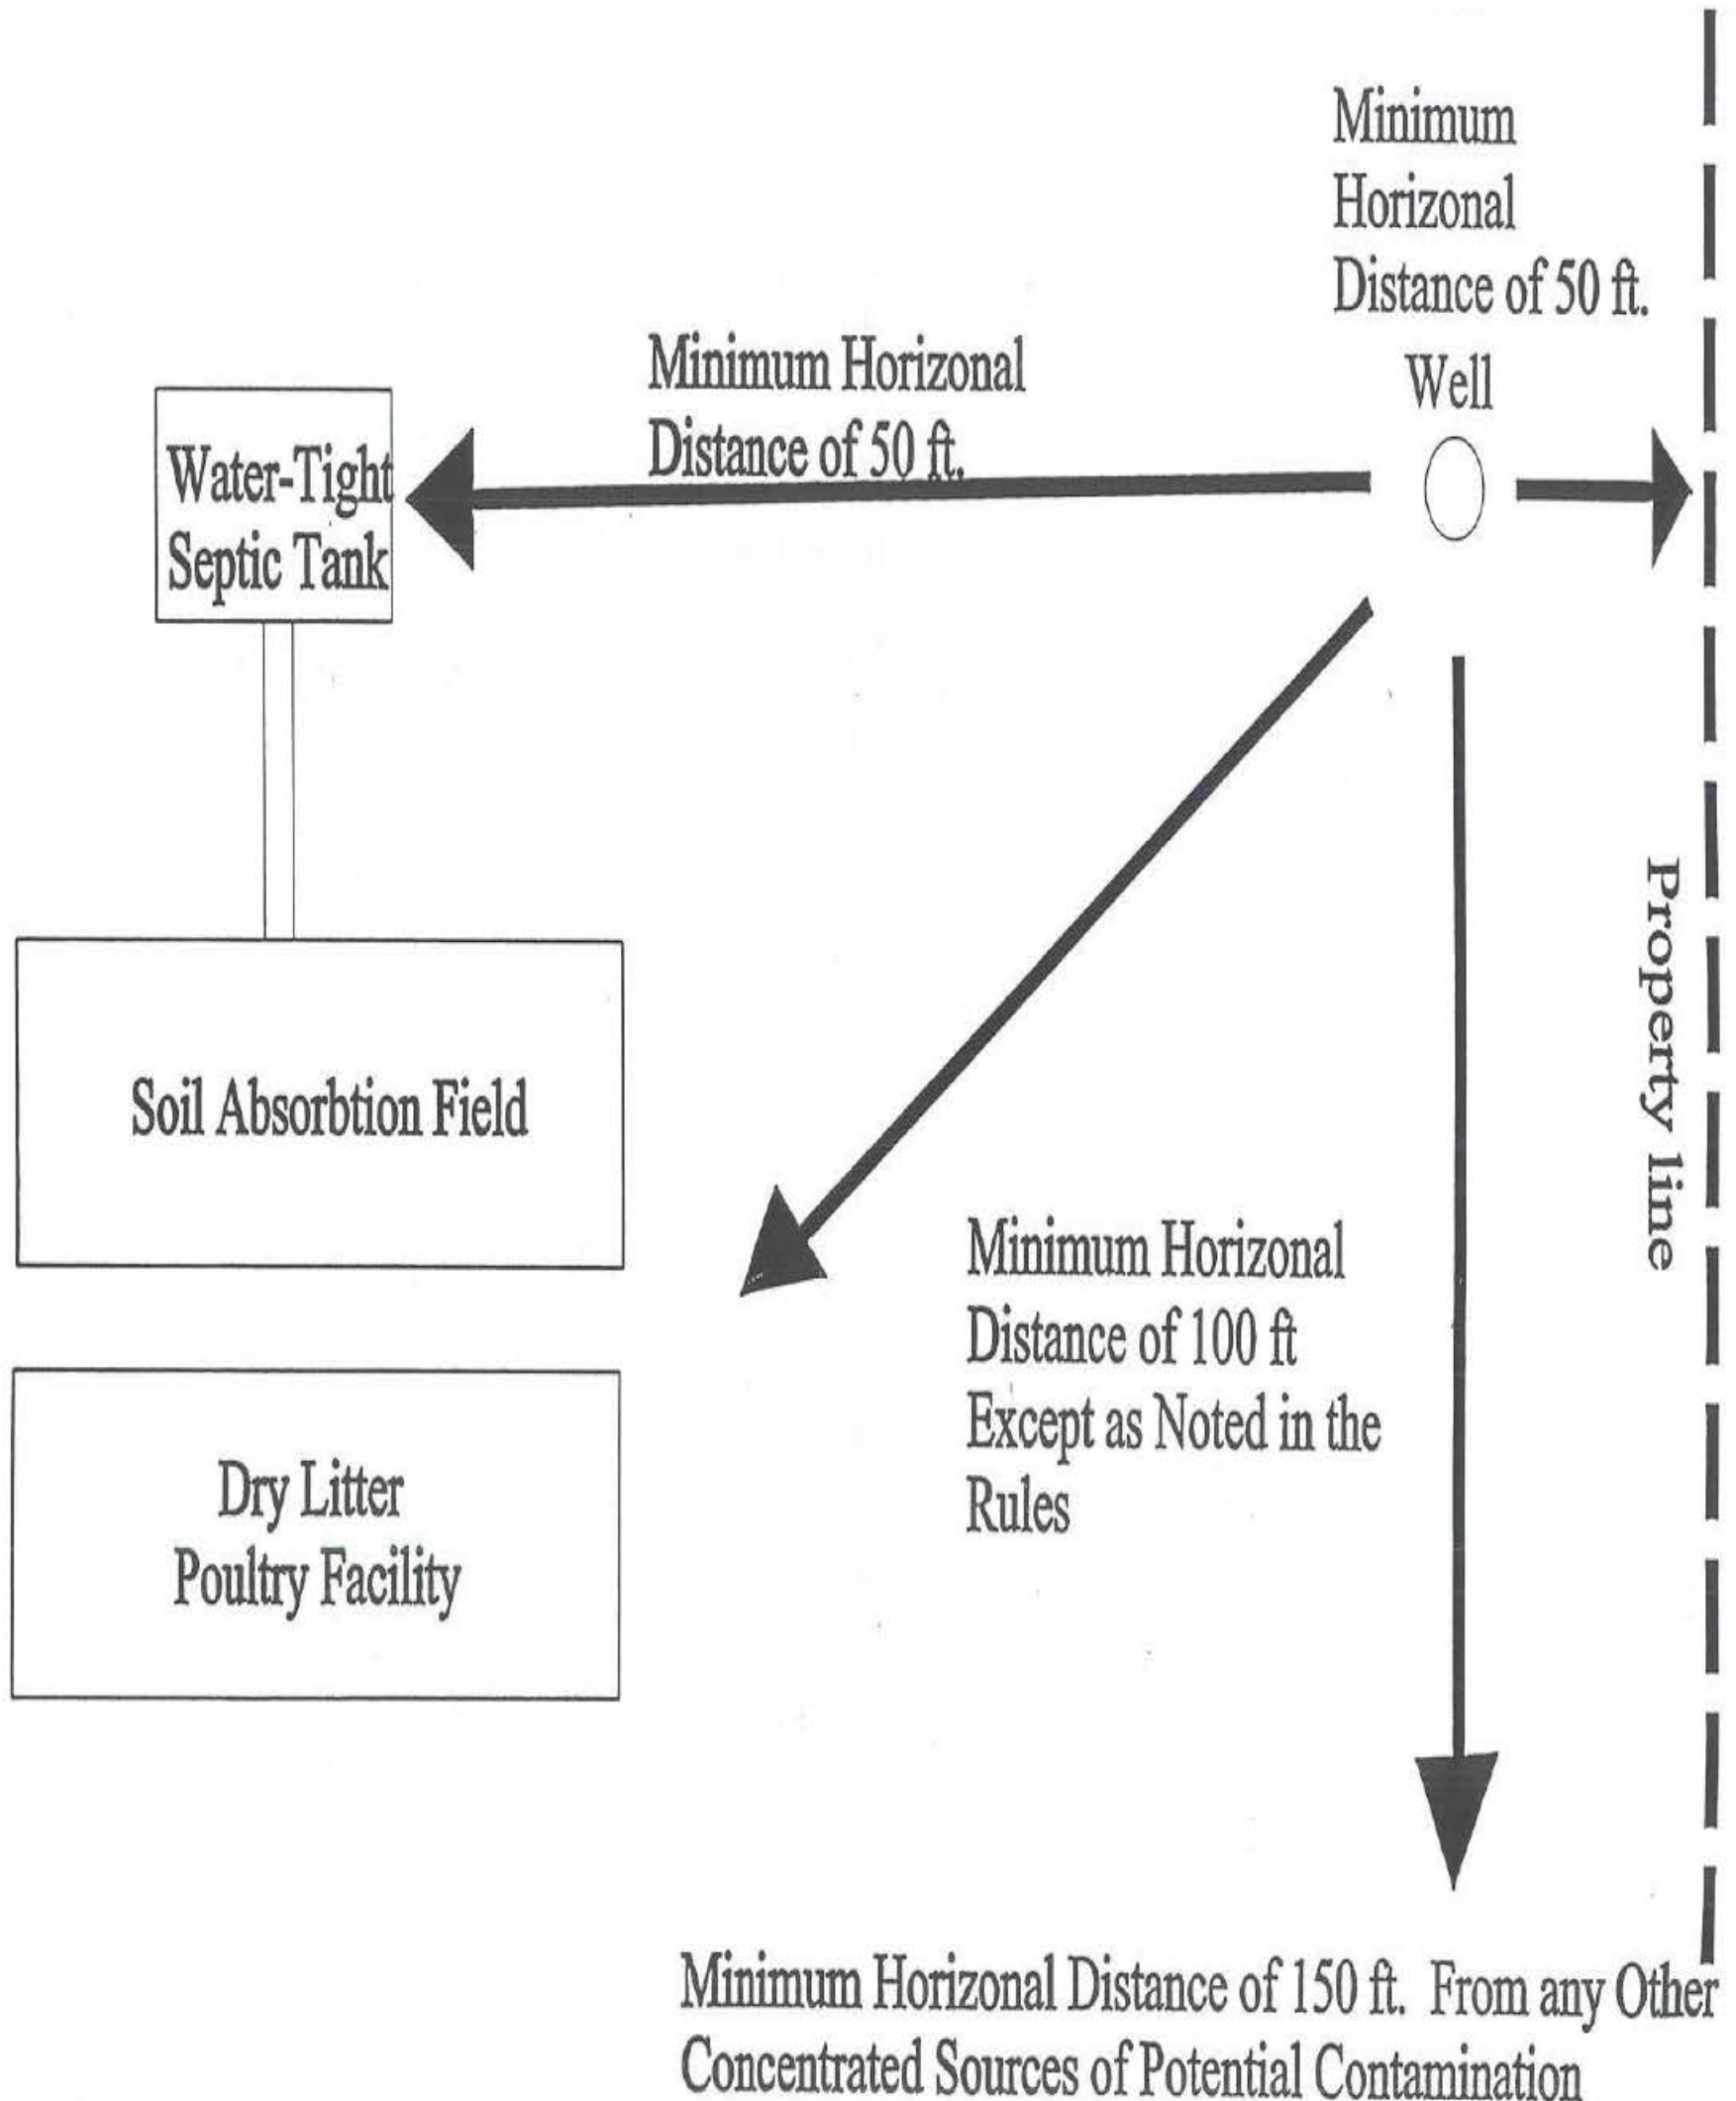 Minimum
Horizonal
Distance of 50 ft.
Well
Minimum Horizonal
Distance of 50 ft.
Water-Tight
Septic Tank
Property line
Soil Absorbtion Field
Minimum Horizonal
Distance of 100 ft
Except as Noted in the
Rules
Dry Litter
Poultry Facility
Minimum Horizonal Distance of 150 ft. From any Other
Concentrated Sources of Potential Contamination